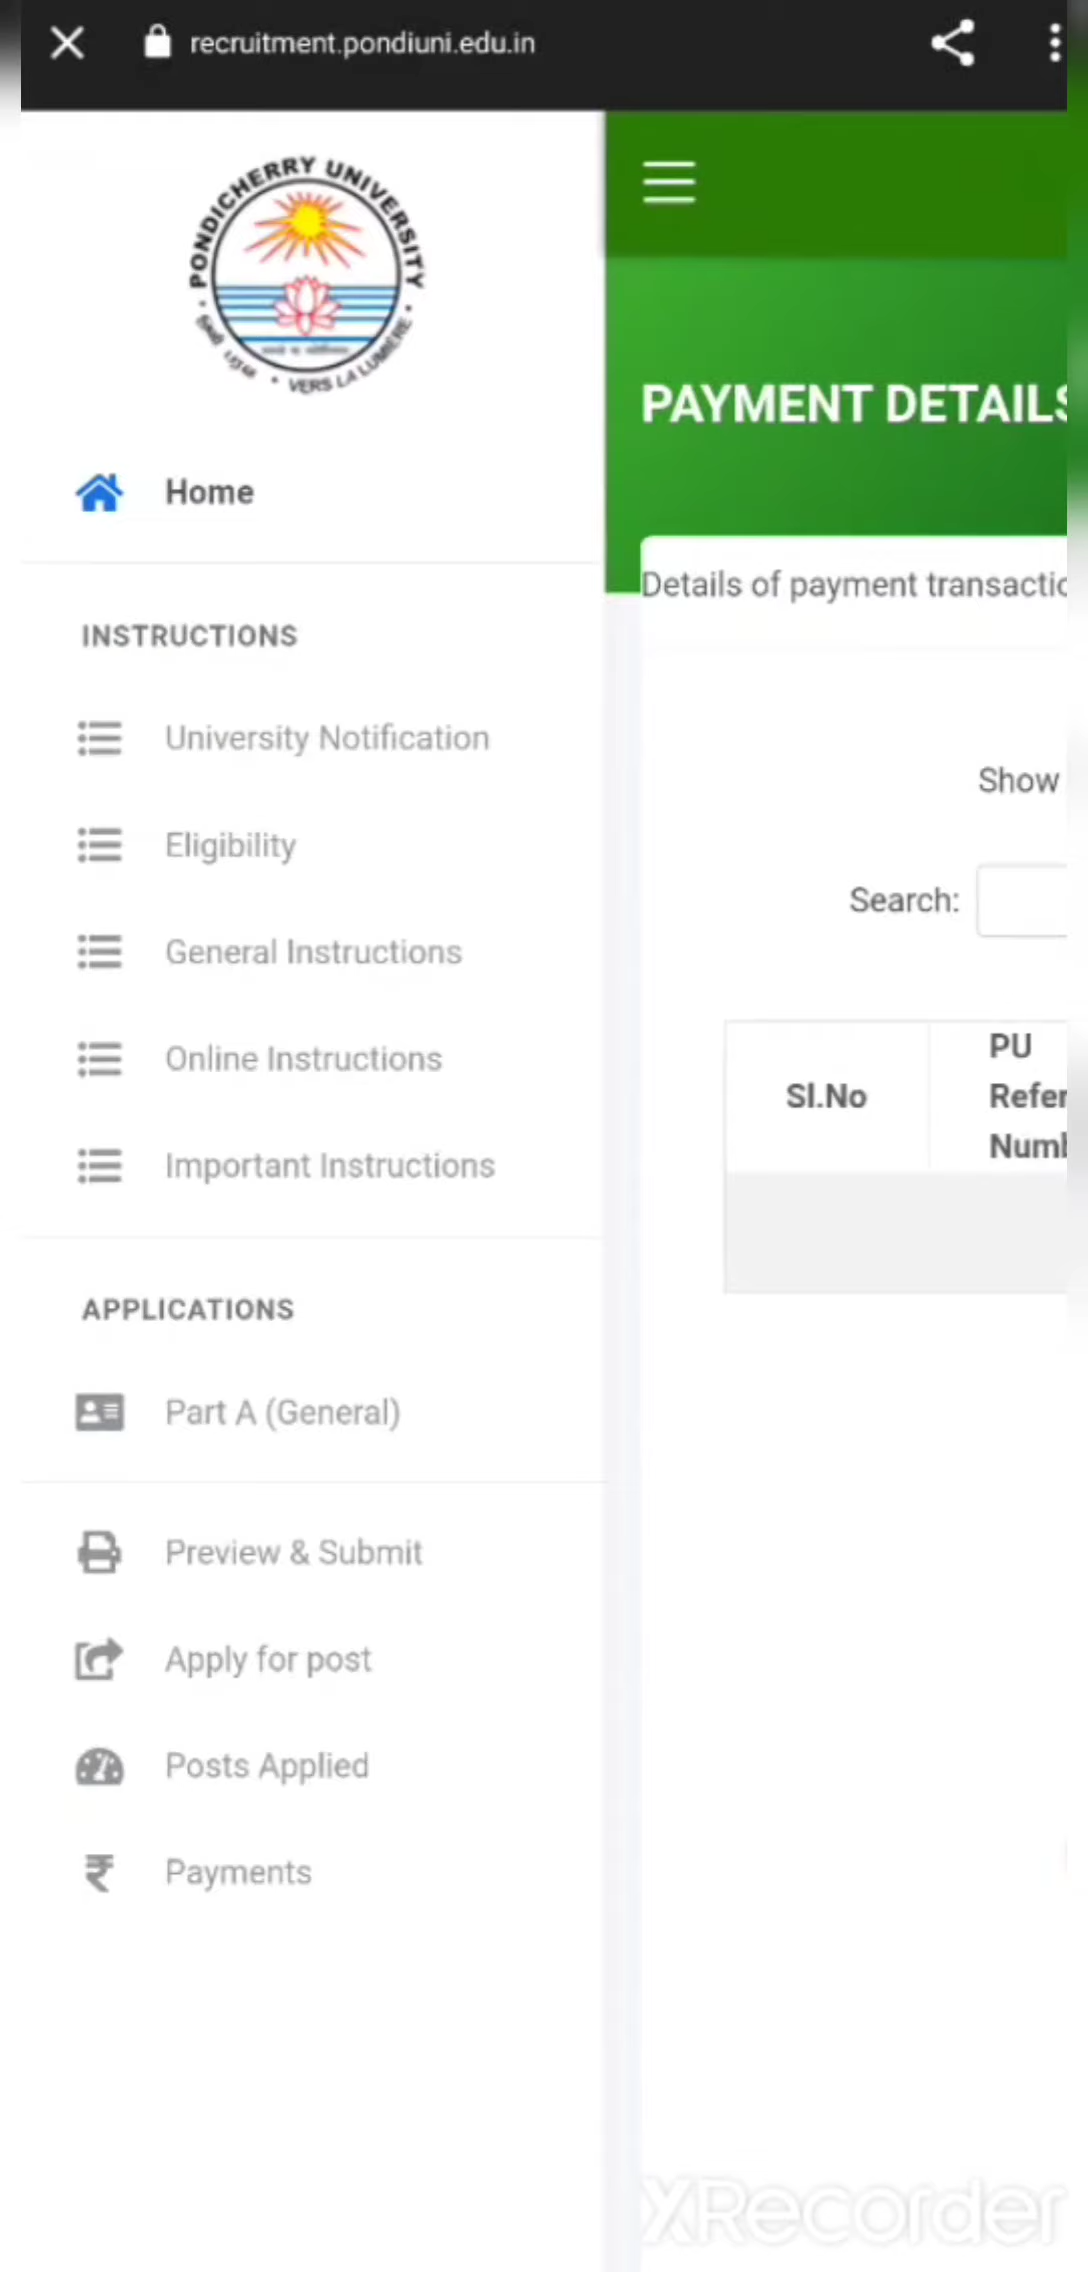 recruitment.pondiuni.edu.in
PONDICHERRY UNIVERSITY
VERS LA LUMIÈRE
Home
INSTRUCTIONS
University Notification
Eligibility
General Instructions
Online Instructions
Important Instructions
APPLICATIONS
Part A (General)
Preview & Submit
Apply for post
Posts Applied
₹ Payments
PAYMENT DETAILS
Details of payment transactio
Show
Search:
Sl.No
PU
Refer
Numb
XRecorder